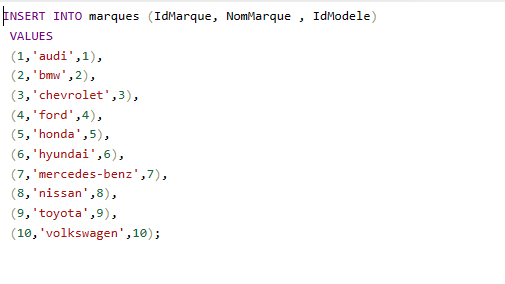 INSERT INTO marques (IdMarque, NomMarque , IdModele)
VALUES
(1,'audi',1),
(2,'bmw',2),
(3,'chevrolet',3),
(4,'ford',4),
(5,'honda',5),
(6,'hyundai',6),
(7,'mercedes-benz',7),
(8,'nissan',8),
(9,'toyota',9),
(10,'volkswagen',10);